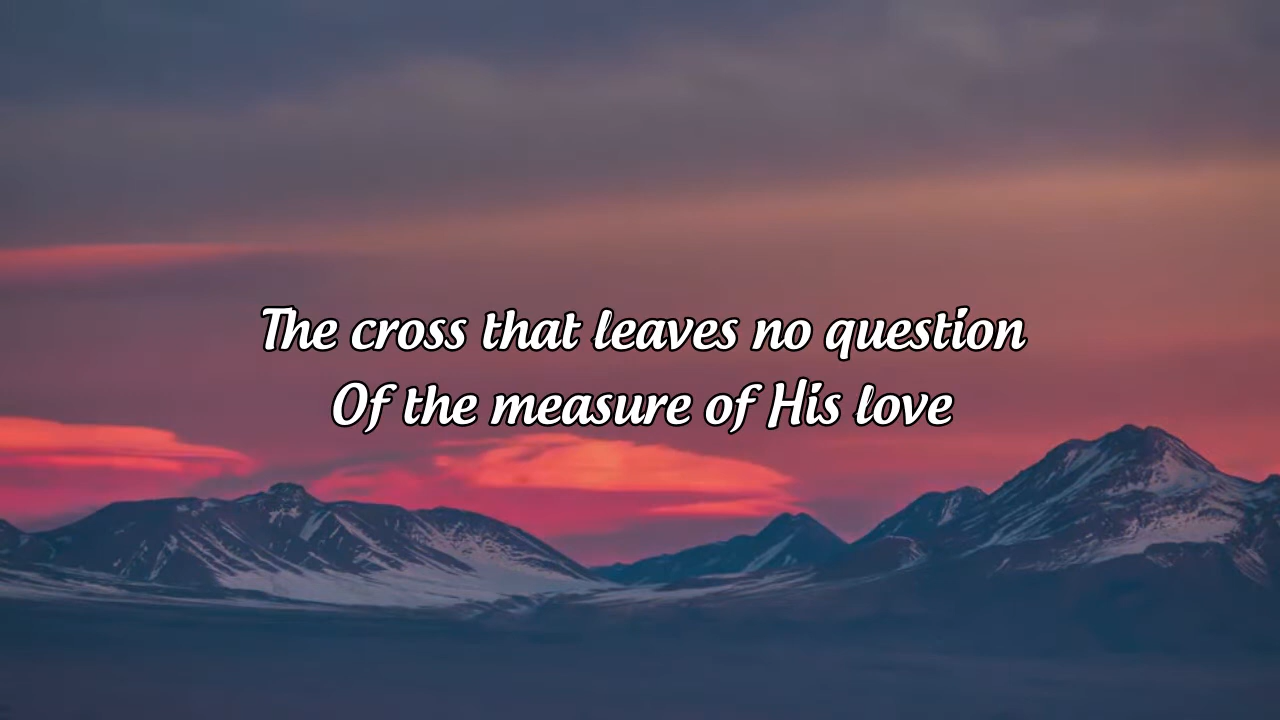 The cross that leaves no question
Of the measure of His love